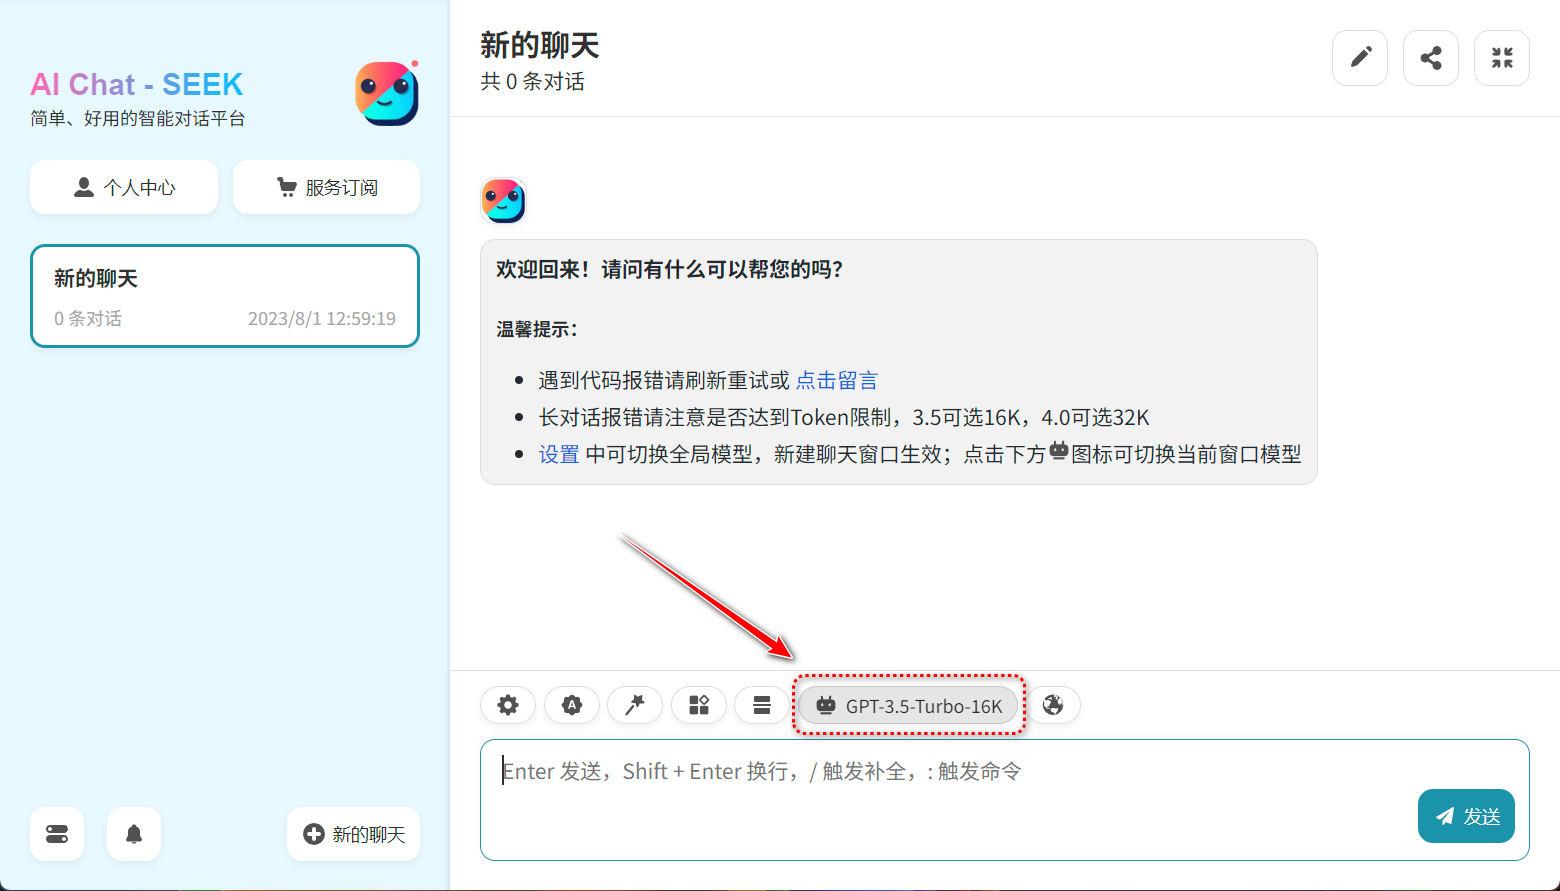 AI Chat - SEEK
简单、好用的智能对话平台
个人中心
服务订阅
新的聊天
0 条对话
2023/8/1 12:59:19
新的聊天
新的聊天
共 0 条对话
欢迎回来！请问有什么可以帮您的吗？
温馨提示：
遇到代码报错请刷新重试或 点击留言
长对话报错请注意是否达到Token限制，3.5可选16K，4.0可选32K
设置 中可切换全局模型，新建聊天窗口生效；点击下方图标可切换当前窗口模型
A
GPT-3.5-Turbo-16K
Enter 发送，Shift + Enter 换行，/ 触发补全，: 触发命令
发送